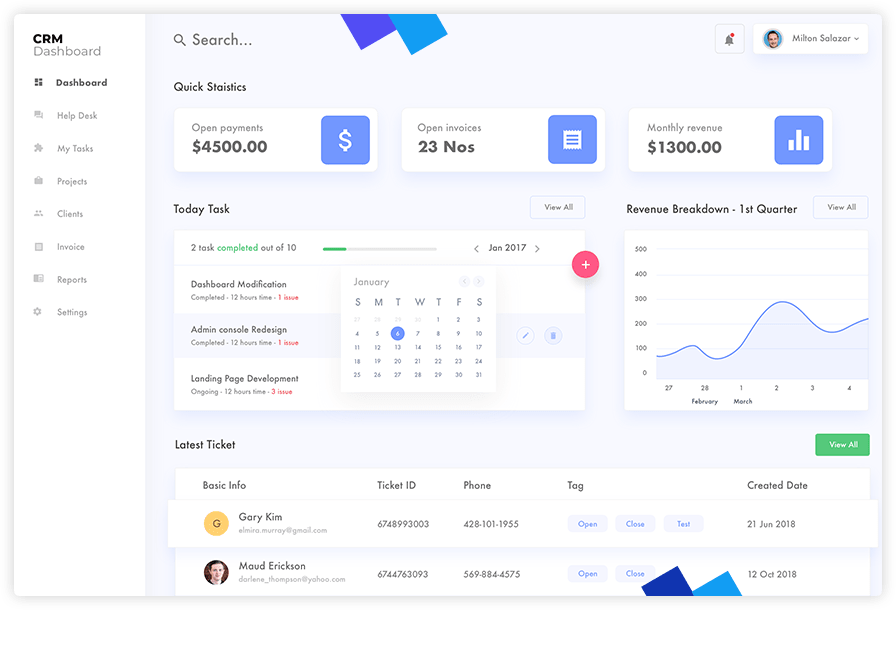 CRM
Dashboard
Dashboard
Help Desk
My Tasks
Projects
Clients
Invoice
Reports
Settings
Search...
Milton Salazar
Quick Staistics
Open payments
$4500.00
$
Open invoices
23 Nos
Monthly revenue
$1300.00
Today Task
View All
2 task completed out of 10
Jan 2017
+
Dashboard Modification
Completed - 12 hours time - 1 issue
Admin console Redesign
Completed - 12 hours time - 1 issue
Landing Page Development
Ongoing - 12 hours time - 3 issue
January
S M T W T F S
27 28 29 30 1 2 3
4 5 6 7 8 9 10
11 12 13 14 15 16 17
18 19 20 21 22 23 24
25 26 27 28 29 30 31
Revenue Breakdown - 1st Quarter
View All
500
400
300
200
100
0
27 28 1 2 3 4
February March
Latest Ticket
View All
Basic Info Ticket ID Phone Tag Created Date
G
Gary Kim
elmira.murray@gmail.com
6748993003 428-101-1955 Open Close Test 21 Jun 2018
Maud Erickson
darlene_thompson@yahoo.com
6744763093 569-884-4575 Open Close 12 Oct 2018